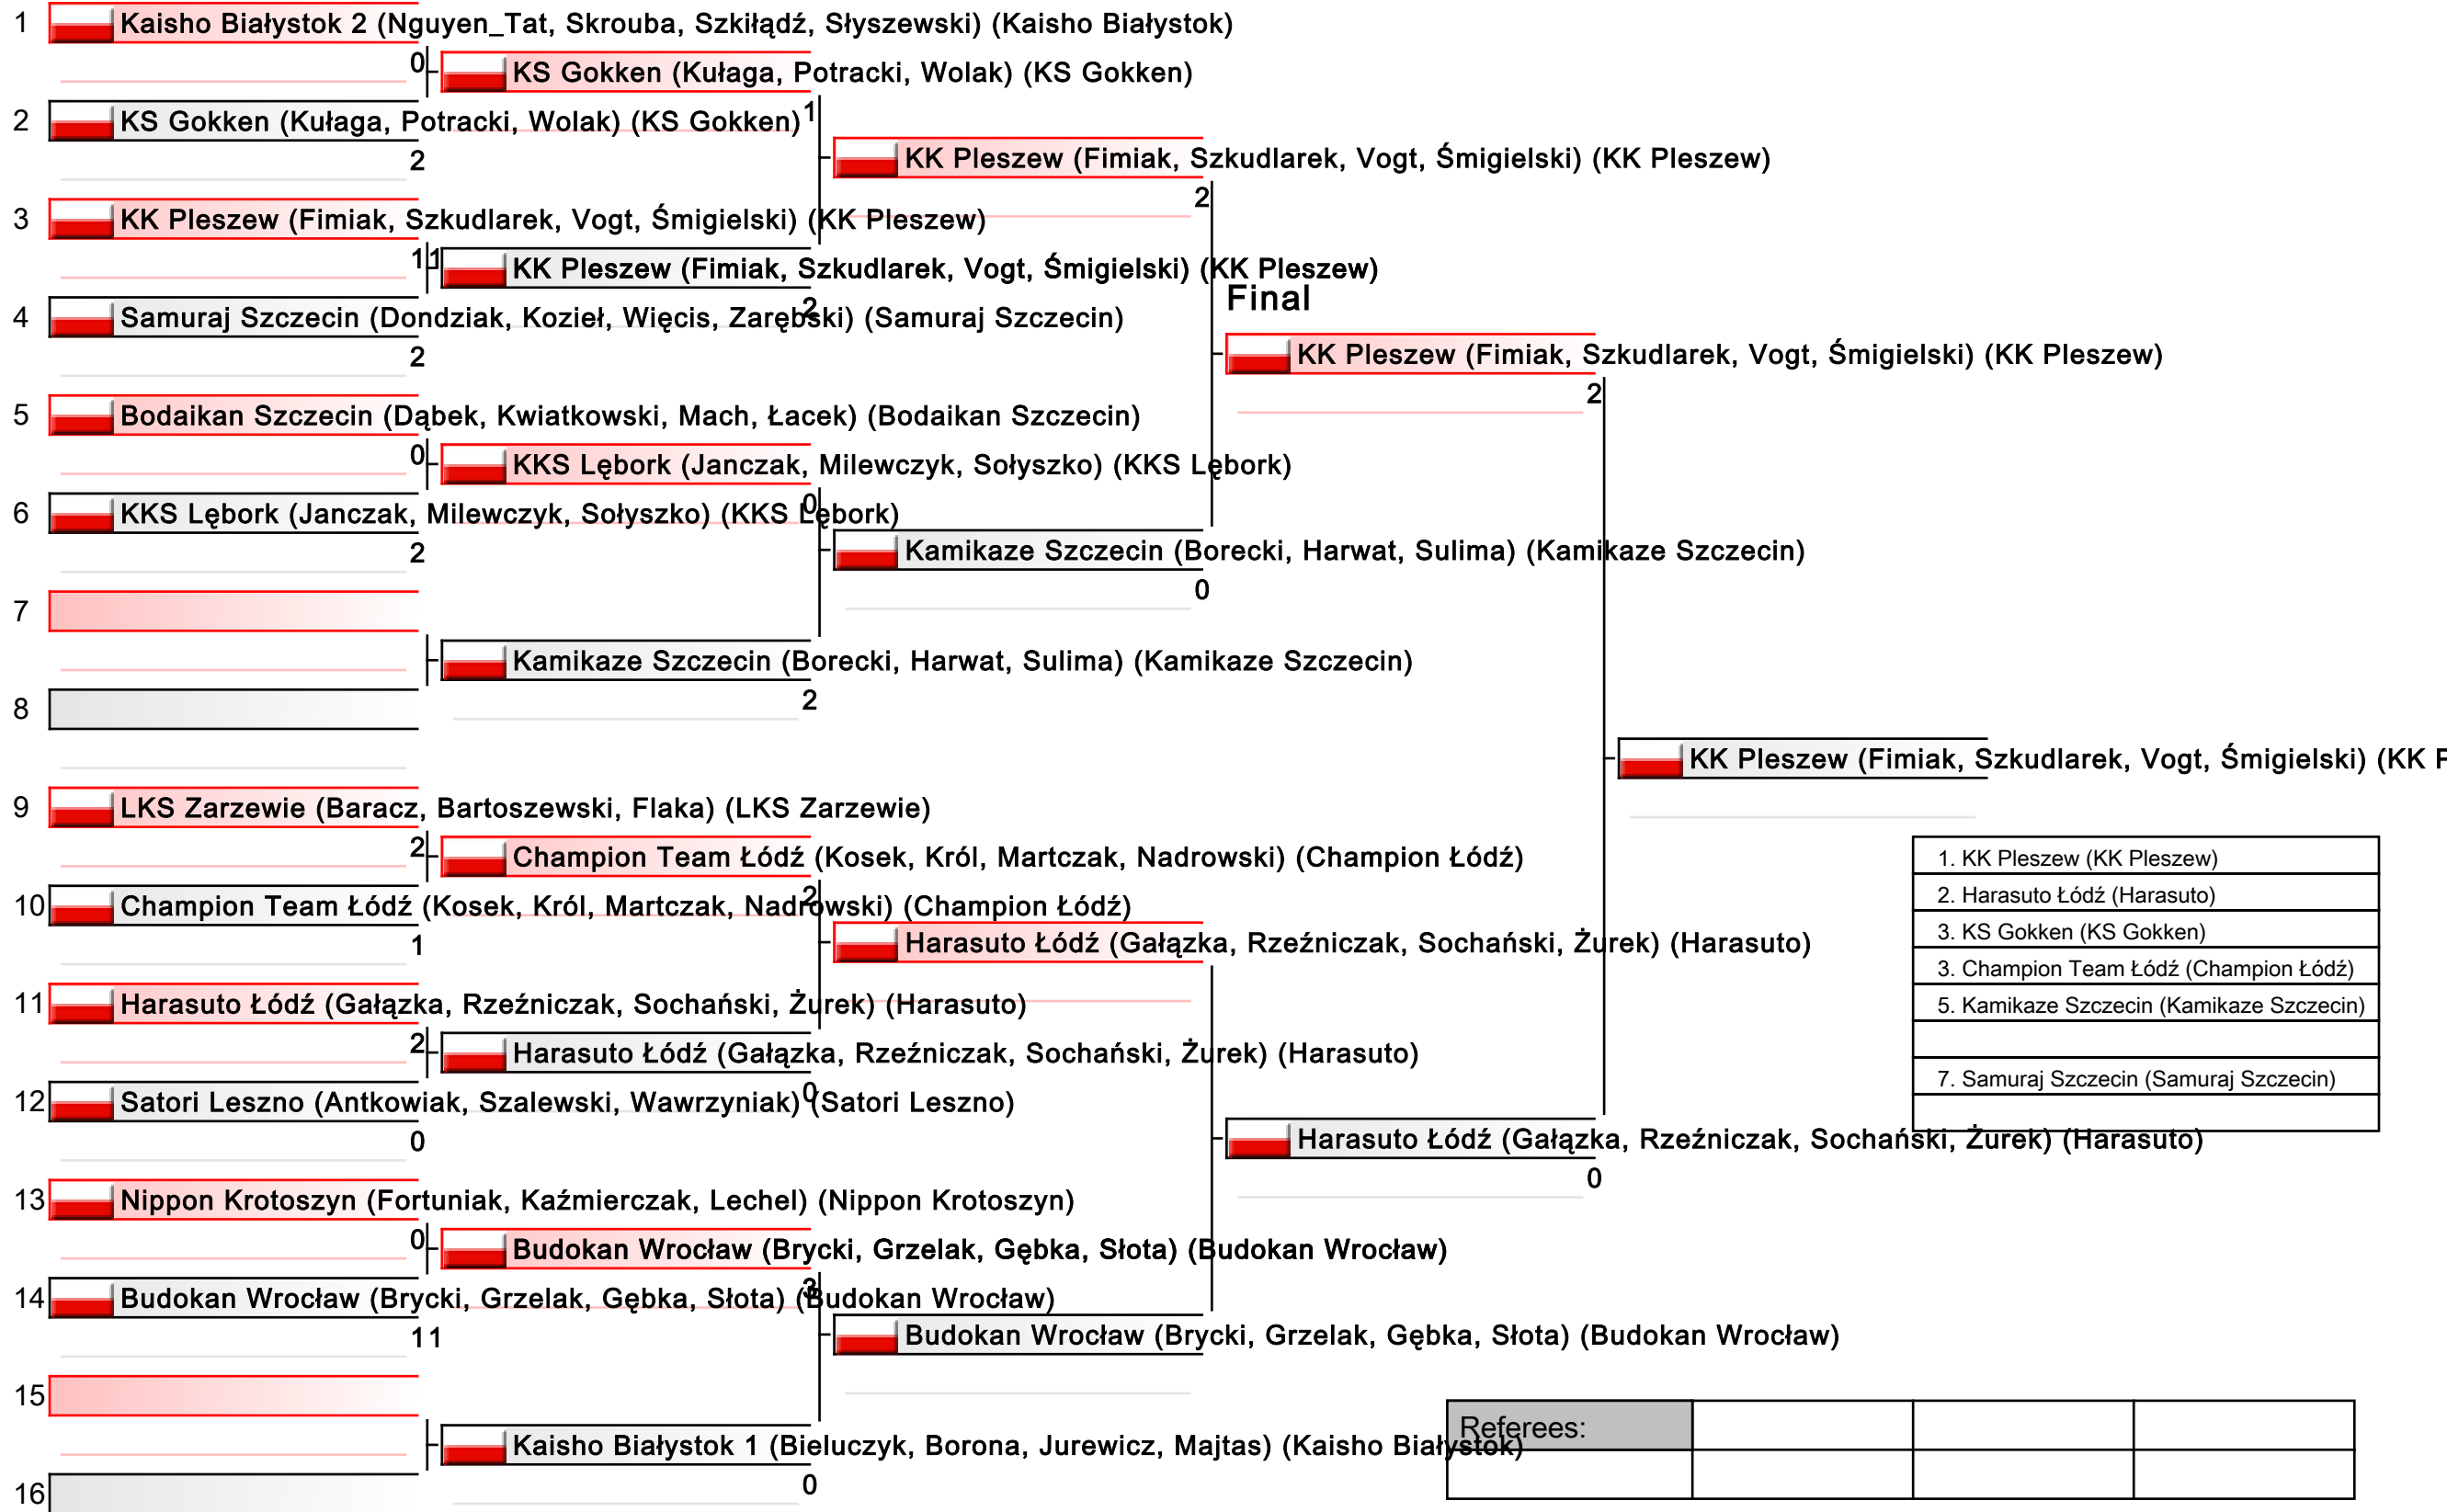 1 Kaisho Białystok 2 (Nguyen_Tat, Skrouba, Szkiłądź, Słyszewski) (Kaisho Białystok)
0
KS Gokken (Kułaga, Potracki, Wolak) (KS Gokken)
1
2 KS Gokken (Kułaga, Potracki, Wolak) (KS Gokken)
2
KK Pleszew (Fimiak, Szkudlarek, Vogt, Śmigielski) (KK Pleszew)
2
3 KK Pleszew (Fimiak, Szkudlarek, Vogt, Śmigielski) (KK Pleszew)
11
KK Pleszew (Fimiak, Szkudlarek, Vogt, Śmigielski) (KK Pleszew)
2
Final
4 Samuraj Szczecin (Dondziak, Kozieł, Więcis, Zarębski) (Samuraj Szczecin)
2
KK Pleszew (Fimiak, Szkudlarek, Vogt, Śmigielski) (KK Pleszew)
2
5 Bodaikan Szczecin (Dąbek, Kwiatkowski, Mach, Łacek) (Bodaikan Szczecin)
0
KKS Lębork (Janczak, Milewczyk, Sołyszko) (KKS Lębork)
0
6 KKS Lębork (Janczak, Milewczyk, Sołyszko) (KKS Lębork)
2
Kamikaze Szczecin (Borecki, Harwat, Sulima) (Kamikaze Szczecin)
0
7
Kamikaze Szczecin (Borecki, Harwat, Sulima) (Kamikaze Szczecin)
2
8
KK Pleszew (Fimiak, Szkudlarek, Vogt, Śmigielski) (KK P
9 LKS Zarzewie (Baracz, Bartoszewski, Flaka) (LKS Zarzewie)
2
Champion Team Łódź (Kosek, Król, Martczak, Nadrowski) (Champion Łódź)
2
10 Champion Team Łódź (Kosek, Król, Martczak, Nadrowski) (Champion Łódź)
1
Harasuto Łódź (Gałązka, Rzeźniczak, Sochański, Żurek) (Harasuto)
11 Harasuto Łódź (Gałązka, Rzeźniczak, Sochański, Żurek) (Harasuto)
2
Harasuto Łódź (Gałązka, Rzeźniczak, Sochański, Żurek) (Harasuto)
0
12 Satori Leszno (Antkowiak, Szalewski, Wawrzyniak) (Satori Leszno)
0
1. KK Pleszew (KK Pleszew)
2. Harasuto Łódź (Harasuto)
3. KS Gokken (KS Gokken)
3. Champion Team Łódź (Champion Łódź)
5. Kamikaze Szczecin (Kamikaze Szczecin)
7. Samuraj Szczecin (Samuraj Szczecin)
Harasuto Łódź (Gałązka, Rzeźniczak, Sochański, Żurek) (Harasuto)
0
13 Nippon Krotoszyn (Fortuniak, Kaźmierczak, Lechel) (Nippon Krotoszyn)
0
Budokan Wrocław (Brycki, Grzelak, Gębka, Słota) (Budokan Wrocław)
3
14 Budokan Wrocław (Brycki, Grzelak, Gębka, Słota) (Budokan Wrocław)
11
Budokan Wrocław (Brycki, Grzelak, Gębka, Słota) (Budokan Wrocław)
15
Kaisho Białystok 1 (Bieluczyk, Borona, Jurewicz, Majtas) (Kaisho Białystok)
0
16
Referees: